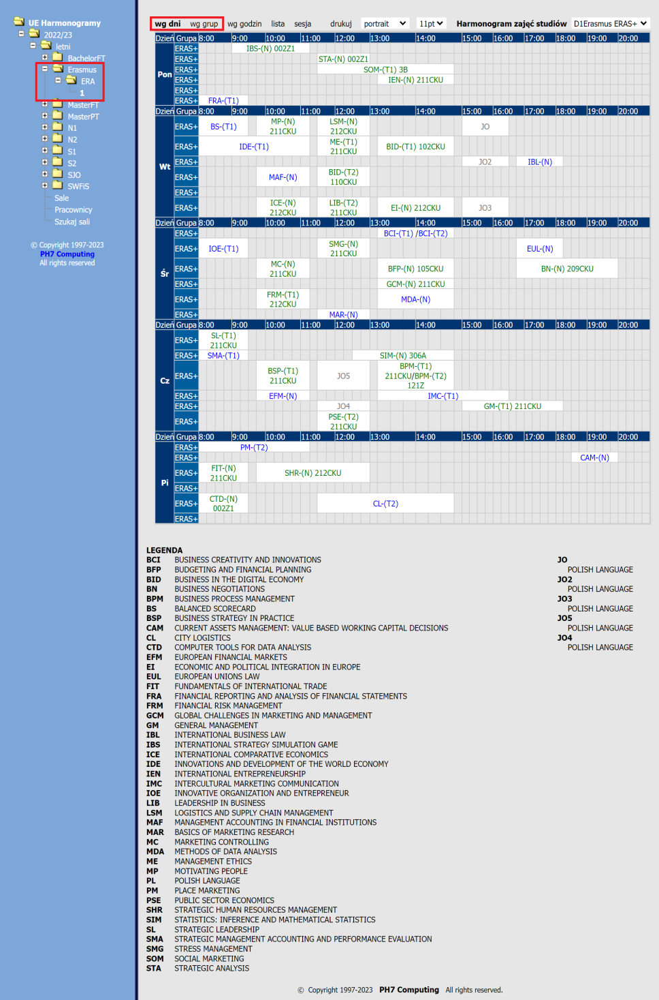 UE Harmonogramy
2022/23
letni
BachelorFT
Erasmus
ERA
1
MasterFT
MasterPT
N1
N2
S1
S2
SJO
SWFiS
Sale
Pracownicy
Szukaj sali
© Copyright 1997-2023
PH7 Computing
All rights reserved
wg dni wg grup wg godzin lista sesja drukuj portrait 11pt Harmonogram zajęć studiów D1Erasmus ERAS+
Dzień Grupa 8:00 9:00 10:00 11:00 12:00 13:00 14:00 15:00 16:00 17:00 18:00 19:00 20:00
Pon
ERAS+ IBS-(N) 002Z1
ERAS+ STA-(N) 002Z1
ERAS+ SOM-(T1) 3B
ERAS+ IEN-(N) 211CKU
ERAS+
ERAS+ FRA-(T1)
Dzień Grupa 8:00 9:00 10:00 11:00 12:00 13:00 14:00 15:00 16:00 17:00 18:00 19:00 20:00
Wt
ERAS+ BS-(T1) MP-(N) 211CKU LSM-(N) 212CKU JO
ERAS+ IDE-(T1) ME-(T1) 211CKU BID-(T1) 102CKU
ERAS+ JO2 IBL-(N)
ERAS+ MAF-(N) BID-(T2) 110CKU
ERAS+
ERAS+ ICE-(N) 212CKU LIB-(T2) 211CKU EI-(N) 212CKU JO3
Dzień Grupa 8:00 9:00 10:00 11:00 12:00 13:00 14:00 15:00 16:00 17:00 18:00 19:00 20:00
Śr
ERAS+ BCI-(T1) /BCI-(T2)
ERAS+ IOE-(T1) SMG-(N) 211CKU EUL-(N)
ERAS+ MC-(N) 211CKU BFP-(N) 105CKU BN-(N) 209CKU
ERAS+ GCM-(N) 211CKU
ERAS+ FRM-(T1) 212CKU MDA-(N)
ERAS+ MAR-(N)
Dzień Grupa 8:00 9:00 10:00 11:00 12:00 13:00 14:00 15:00 16:00 17:00 18:00 19:00 20:00
Cz
ERAS+ SL-(T1) 211CKU
ERAS+ SMA-(T1) SIM-(N) 306A
ERAS+ BSP-(T1) 211CKU JO5 BPM-(T1) 211CKU/BPM-(T2) 121Z
ERAS+ EFM-(N) IMC-(T1)
ERAS+ JO4 GM-(T1) 211CKU
ERAS+ PSE-(T2) 211CKU
Dzień Grupa 8:00 9:00 10:00 11:00 12:00 13:00 14:00 15:00 16:00 17:00 18:00 19:00 20:00
Pi
ERAS+ PM-(T2)
ERAS+ CAM-(N)
ERAS+ FIT-(N) 211CKU SHR-(N) 212CKU
ERAS+
ERAS+ CTD-(N) 002Z1 CL-(T2)
ERAS+
LEGENDA
BCI BUSINESS CREATIVITY AND INNOVATIONS
BFP BUDGETING AND FINANCIAL PLANNING
BID BUSINESS IN THE DIGITAL ECONOMY
BN BUSINESS NEGOTIATIONS
BPM BUSINESS PROCESS MANAGEMENT
BS BALANCED SCORECARD
BSP BUSINESS STRATEGY IN PRACTICE
CAM CURRENT ASSETS MANAGEMENT: VALUE BASED WORKING CAPITAL DECISIONS
CL CITY LOGISTICS
CTD COMPUTER TOOLS FOR DATA ANALYSIS
EFM EUROPEAN FINANCIAL MARKETS
EI ECONOMIC AND POLITICAL INTEGRATION IN EUROPE
EUL EUROPEAN UNIONS LAW
FIT FUNDAMENTALS OF INTERNATIONAL TRADE
FRA FINANCIAL REPORTING AND ANALYSIS OF FINANCIAL STATEMENTS
FRM FINANCIAL RISK MANAGEMENT
GCM GLOBAL CHALLENGES IN MARKETING AND MANAGEMENT
GM GENERAL MANAGEMENT
IBL INTERNATIONAL BUSINESS LAW
IBS INTERNATIONAL STRATEGY SIMULATION GAME
ICE INTERNATIONAL COMPARATIVE ECONOMICS
IDE INNOVATIONS AND DEVELOPMENT OF THE WORLD ECONOMY
IEN INTERNATIONAL ENTREPRENEURSHIP
IMC INTERCULTURAL MARKETING COMMUNICATION
IOE INNOVATIVE ORGANIZATION AND ENTREPRENEUR
LIB LEADERSHIP IN BUSINESS
LSM LOGISTICS AND SUPPLY CHAIN MANAGEMENT
MAF MANAGEMENT ACCOUNTING IN FINANCIAL INSTITUTIONS
MAR BASICS OF MARKETING RESEARCH
MC MARKETING CONTROLLING
MDA METHODS OF DATA ANALYSIS
ME MANAGEMENT ETHICS
MP MOTIVATING PEOPLE
PL POLISH LANGUAGE
PM PLACE MARKETING
PSE PUBLIC SECTOR ECONOMICS
SHR STRATEGIC HUMAN RESOURCES MANAGEMENT
SIM STATISTICS: INFERENCE AND MATHEMATICAL STATISTICS
SL STRATEGIC LEADERSHIP
SMA STRATEGIC MANAGEMENT ACCOUNTING AND PERFORMANCE EVALUATION
SMG STRESS MANAGEMENT
SOM SOCIAL MARKETING
STA STRATEGIC ANALYSIS
JO
POLISH LANGUAGE
JO2
POLISH LANGUAGE
JO3
POLISH LANGUAGE
JO5
POLISH LANGUAGE
JO4
POLISH LANGUAGE
© Copyright 1997-2023 PH7 Computing All rights reserved.